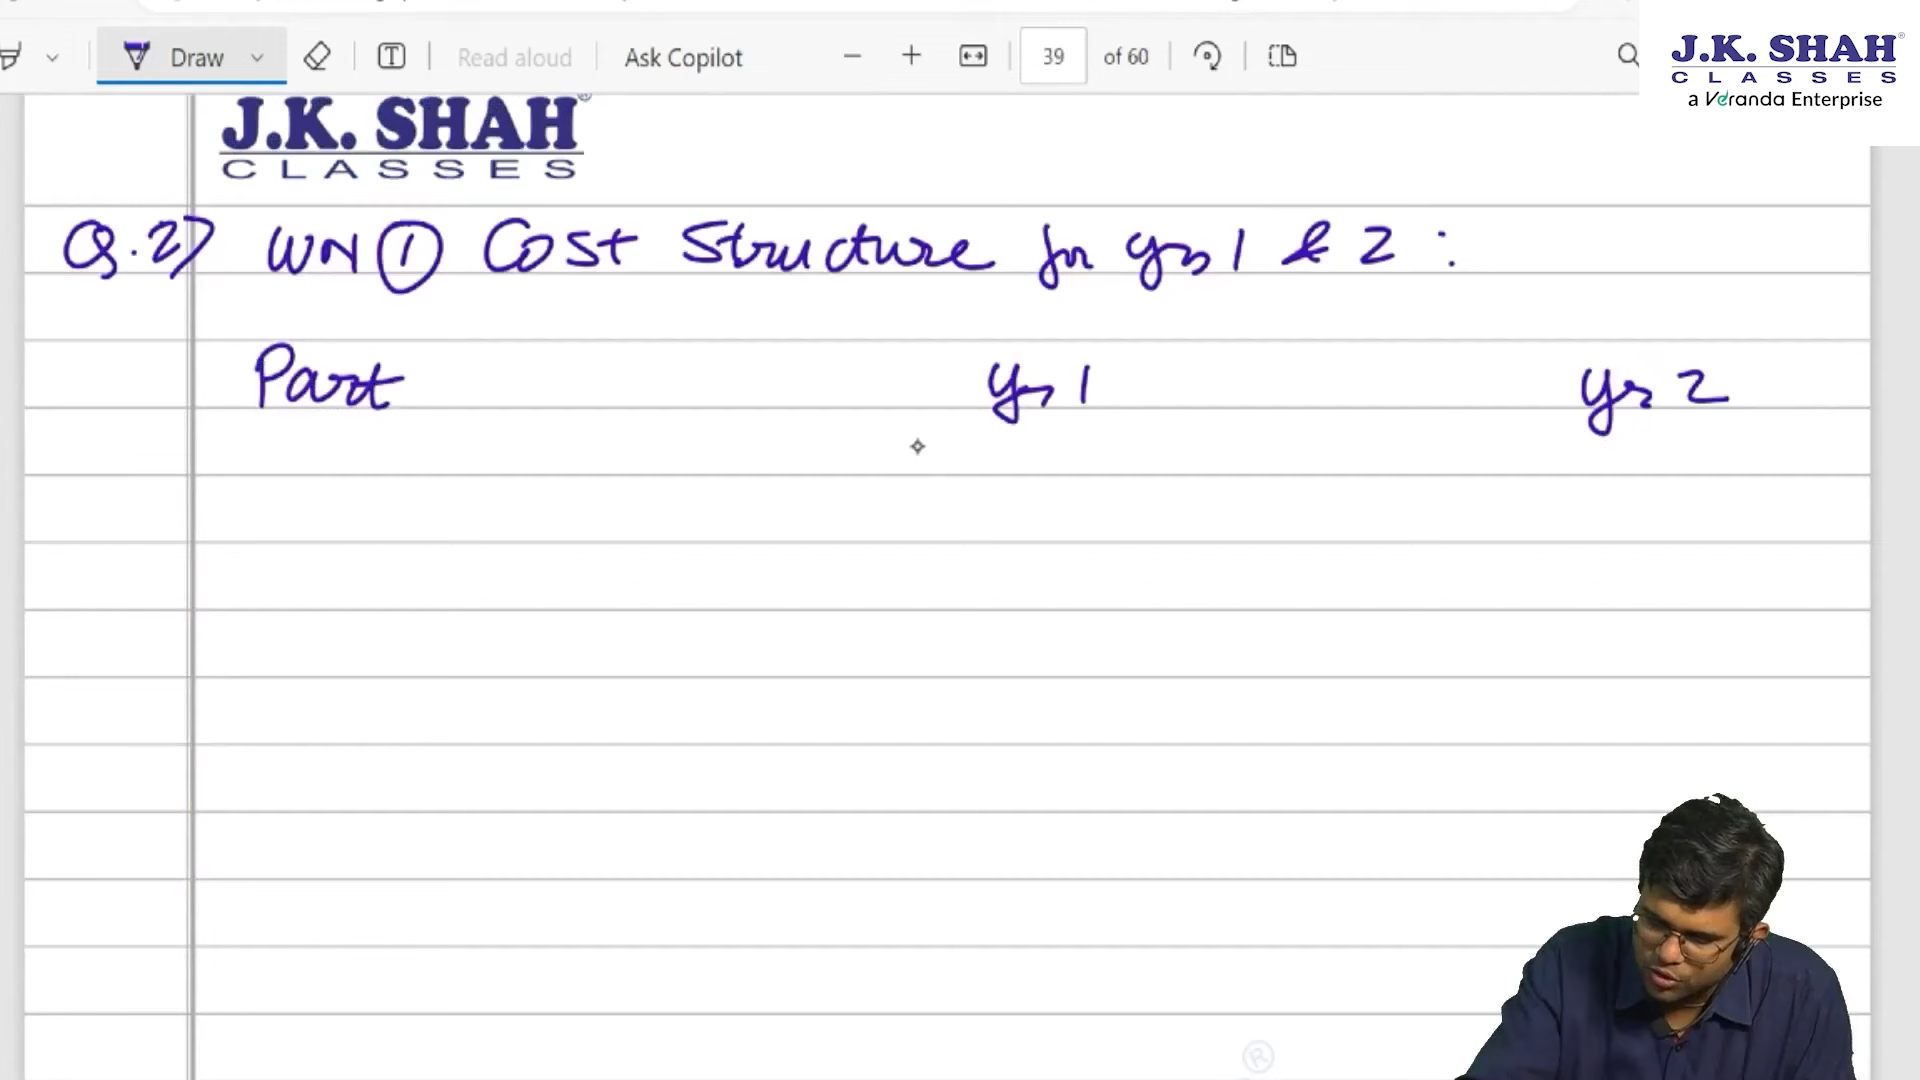 Draw
Read aloud
Ask Copilot
39 of 60
J.K. SHAH®
CLASSES
a Veranda Enterprise
J.K. SHAH®
CLASSES
Q.2) WN ① Cost Structure for yrs 1 & 2 :
Part yr 1 yr 2
®